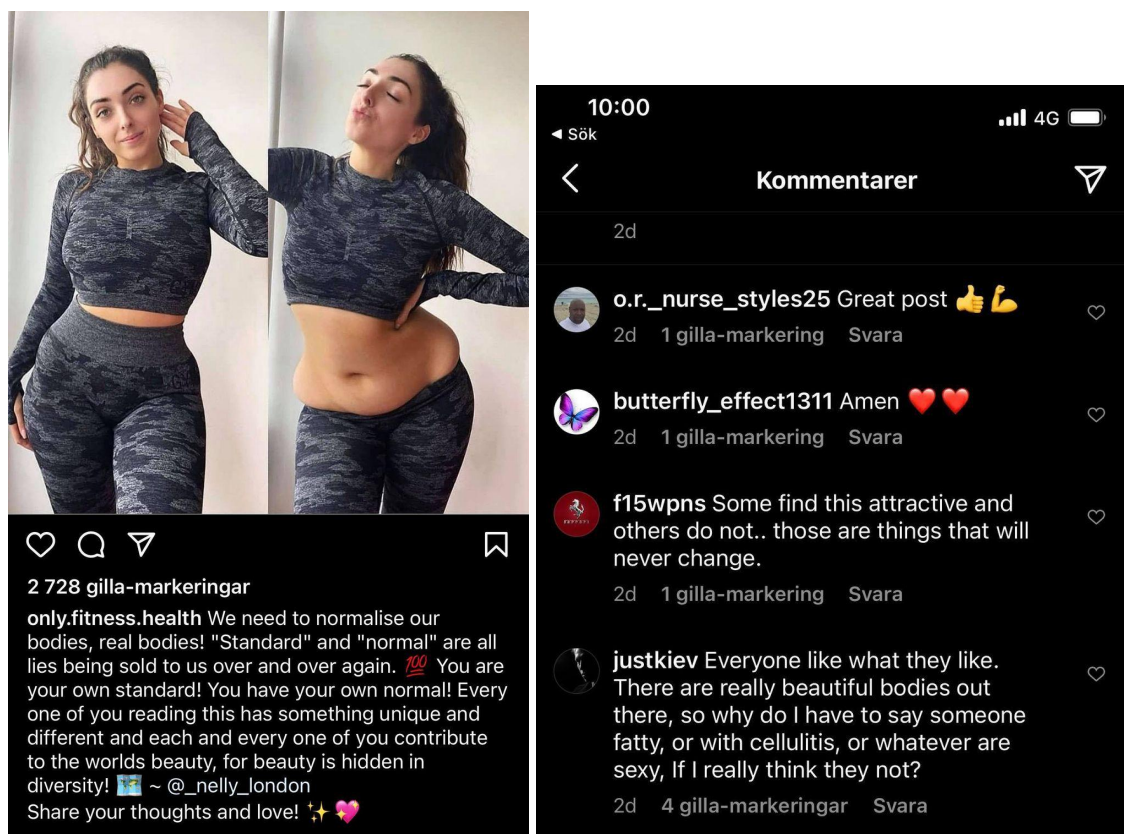 2 728 gilla-markeringar
only.fitness.health We need to normalise our
bodies, real bodies! "Standard" and "normal" are all
lies being sold to us over and over again. 💯 You are
your own standard! You have your own normal! Every
one of you reading this has something unique and
different and each and every one of you contribute
to the worlds beauty, for beauty is hidden in
diversity! 🗺️ ~ @_nelly_london
Share your thoughts and love! ✨💖
10:00
4G
◄ Sök
Kommentarer
2d
o.r._nurse_styles25 Great post 👍💪
2d 1 gilla-markering Svara
butterfly_effect1311 Amen ❤️❤️
2d 1 gilla-markering Svara
f15wpns Some find this attractive and
others do not.. those are things that will
never change.
2d 1 gilla-markering Svara
justkiev Everyone like what they like.
There are really beautiful bodies out
there, so why do I have to say someone
fatty, or with cellulitis, or whatever are
sexy, If I really think they not?
2d 4 gilla-markeringar Svara